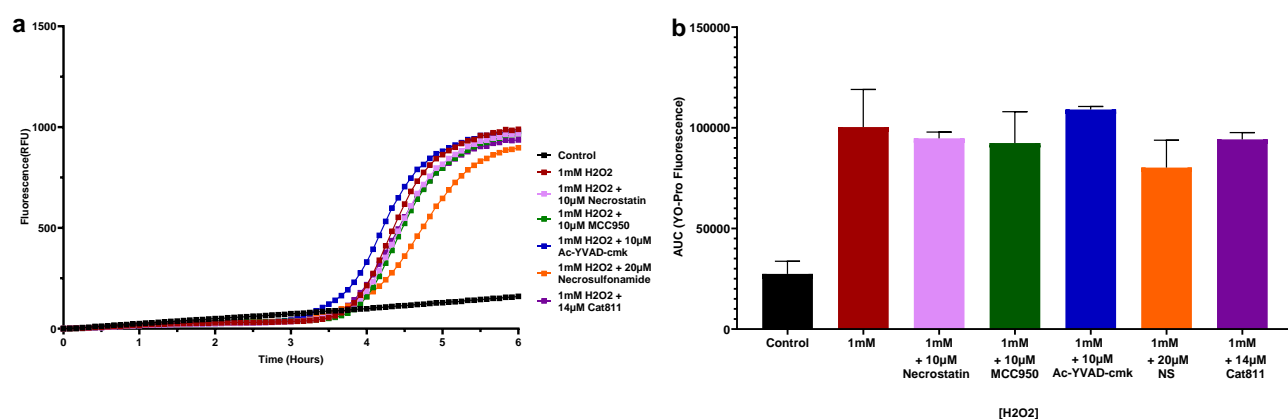 a
1500
1000
500
0
Fluorescence(RFU)
0 1 2 3 4 5 6
Time (Hours)
Control
1mM H2O2
1mM H2O2 +
10µM Necrostatin
1mM H2O2 +
10µM MCC950
1mM H2O2 + 10µM
Ac-YVAD-cmk
1mM H2O2 + 20µM
Necrosulfonamide
1mM H2O2 +
14µM Cat811
b
150000
100000
50000
0
AUC (YO-Pro Fluorescence)
Control
1mM
1mM
+ 10µM
Necrostatin
1mM
+ 10µM
MCC950
1mM
+ 10µM
Ac-YVAD-cmk
1mM
+ 20µM
NS
1mM
+ 14µM
Cat811
[H2O2]